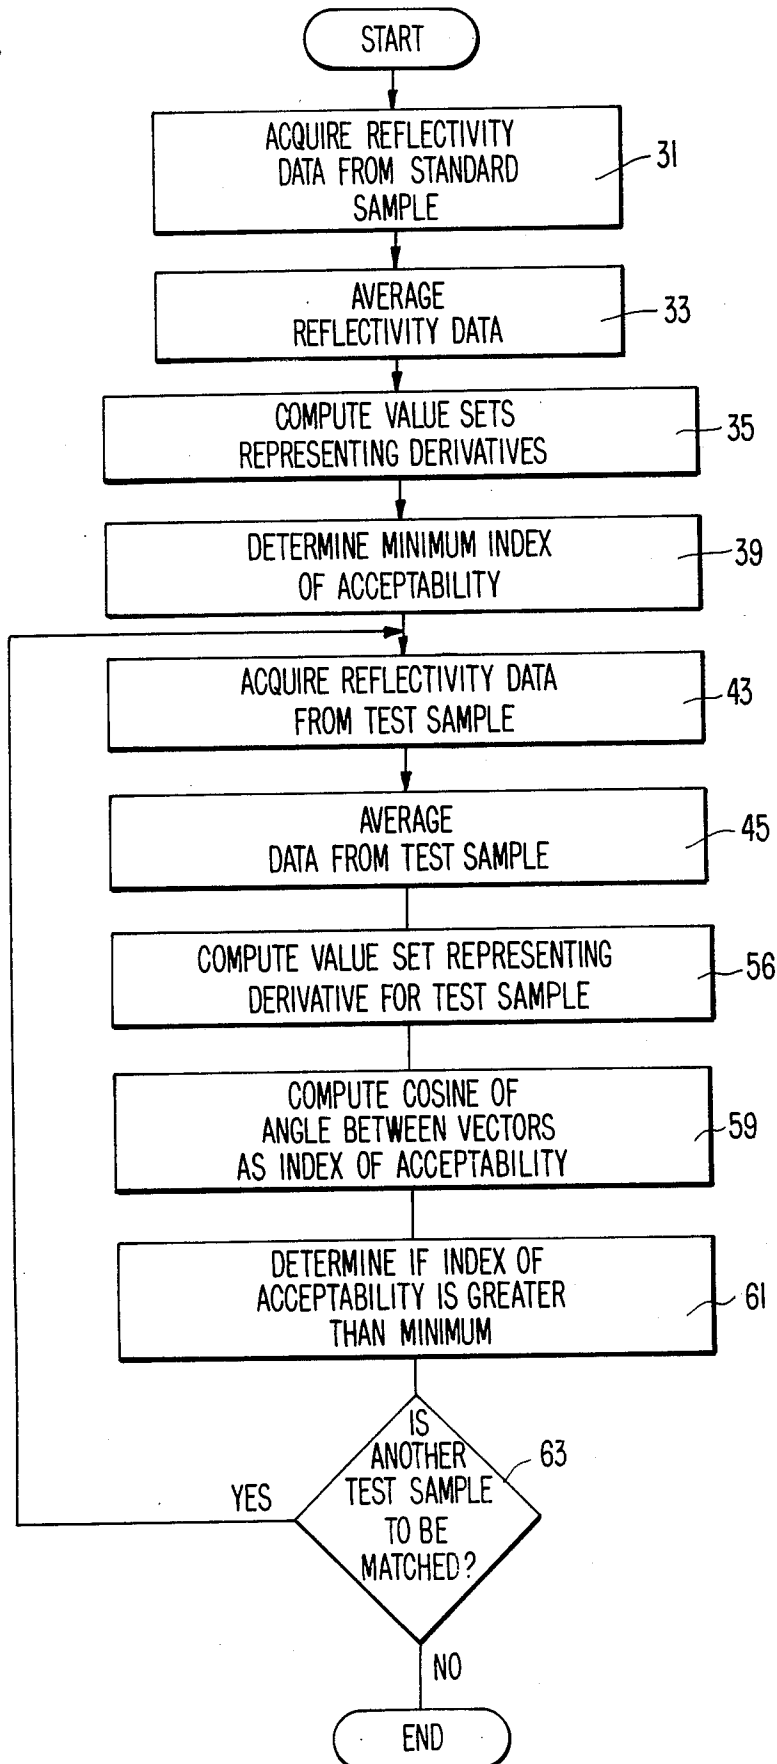 START
ACQUIRE REFLECTIVITY
DATA FROM STANDARD
SAMPLE
31
AVERAGE
REFLECTIVITY DATA
33
COMPUTE VALUE SETS
REPRESENTING DERIVATIVES
35
DETERMINE MINIMUM INDEX
OF ACCEPTABILITY
39
ACQUIRE REFLECTIVITY DATA
FROM TEST SAMPLE
43
AVERAGE
DATA FROM TEST SAMPLE
45
COMPUTE VALUE SET REPRESENTING
DERIVATIVE FOR TEST SAMPLE
56
COMPUTE COSINE OF
ANGLE BETWEEN VECTORS
AS INDEX OF ACCEPTABILITY
59
DETERMINE IF INDEX OF
ACCEPTABILITY IS GREATER
THAN MINIMUM
61
IS
ANOTHER
TEST SAMPLE
TO BE
MATCHED?
63
YES
NO
END